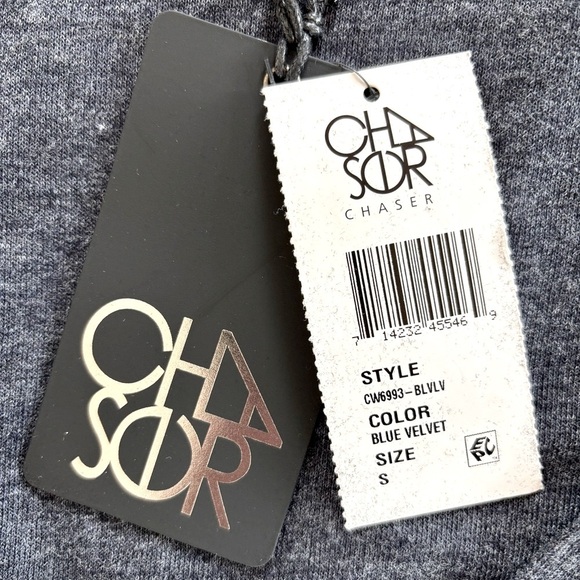 CHA
SER
CHA
SER
CHASER
7 14232 45546 9
STYLE
CW6993-BLVLV
COLOR
BLUE VELVET
SIZE
S